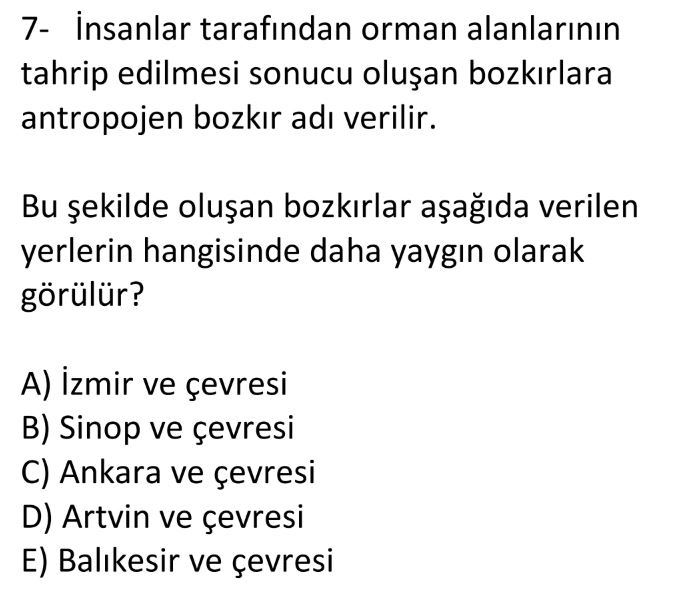 7- İnsanlar tarafından orman alanlarının
tahrip edilmesi sonucu oluşan bozkırlara
antropojen bozkır adı verilir.
Bu şekilde oluşan bozkırlar aşağıda verilen
yerlerin hangisinde daha yaygın olarak
görülür?
A) İzmir ve çevresi
B) Sinop ve çevresi
C) Ankara ve çevresi
D) Artvin ve çevresi
E) Balıkesir ve çevresi